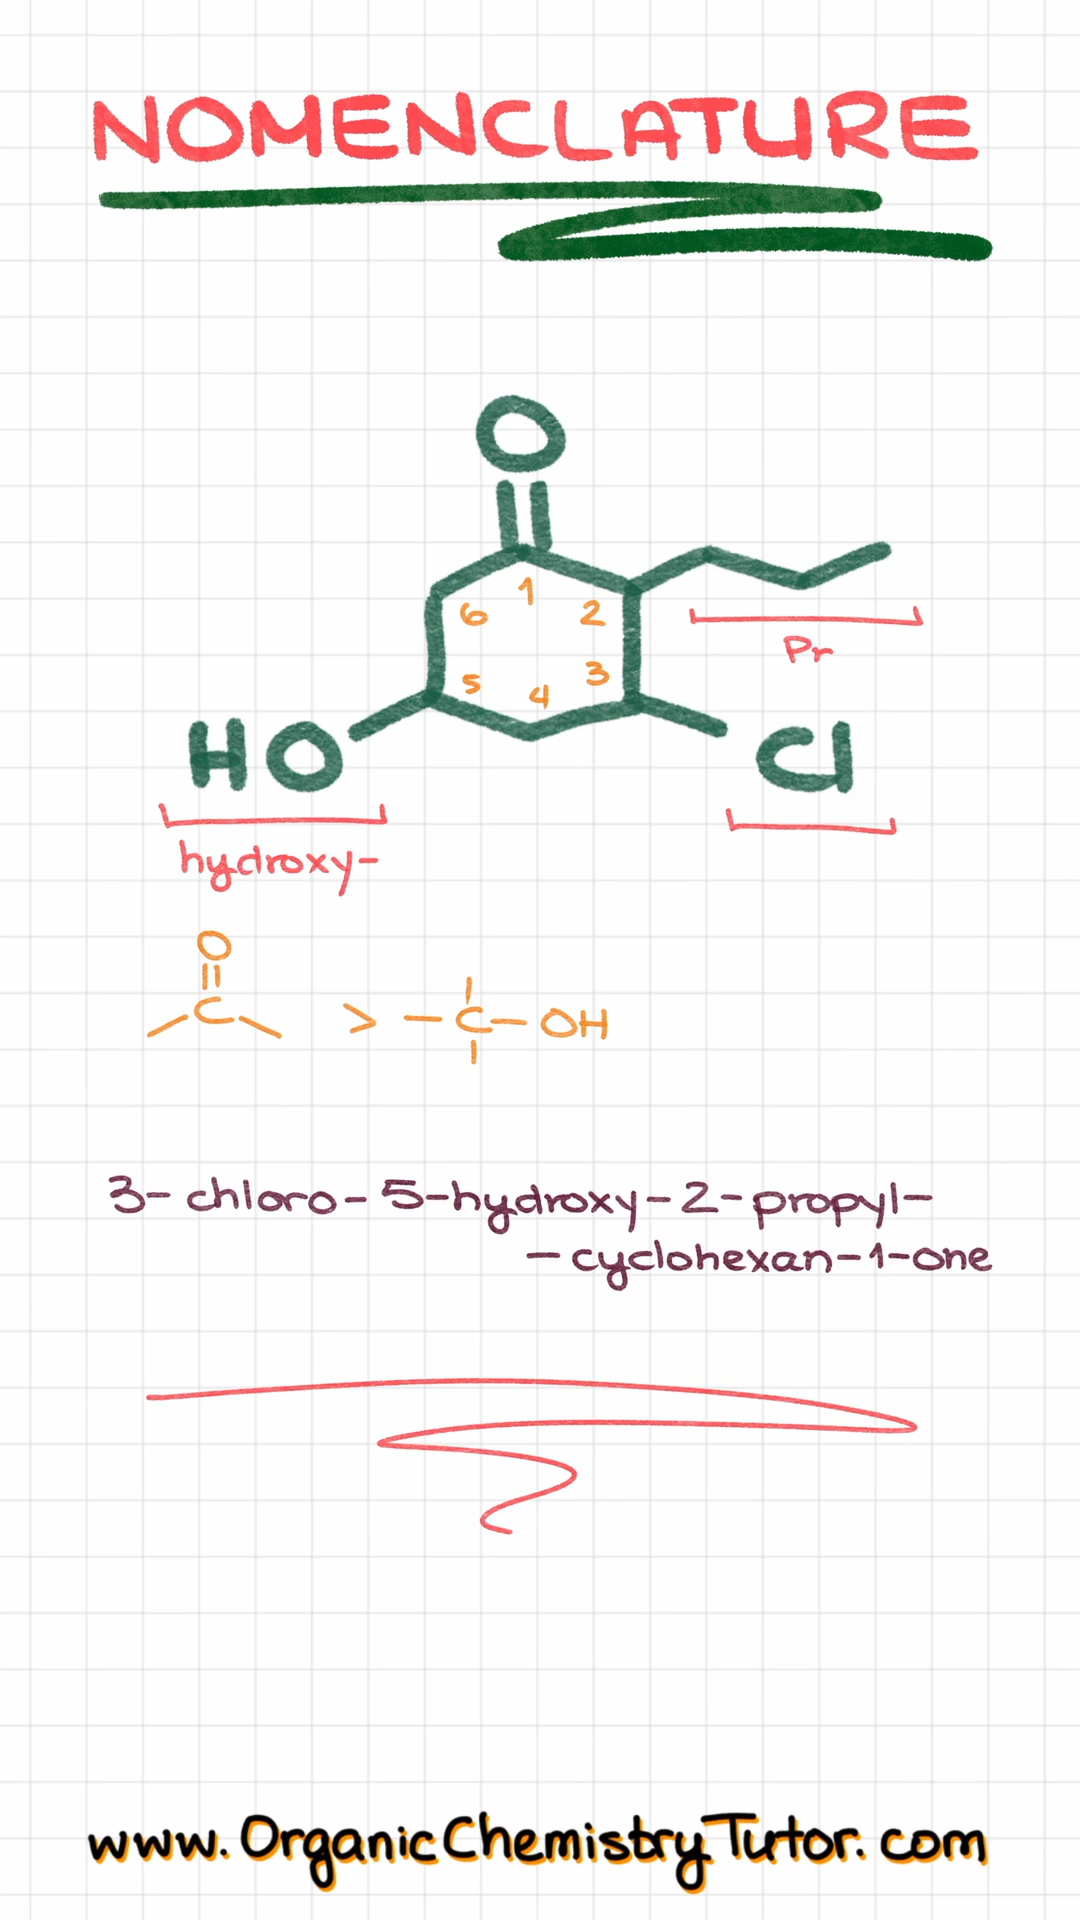 NOMENCLATURE
O
1
6 2
5 4 3
Pr
HO Cl
hydroxy-
O
C > C OH
3-chloro-5-hydroxy-2-propyl-
-cyclohexan-1-one
www.OrganicChemistryTutor.com